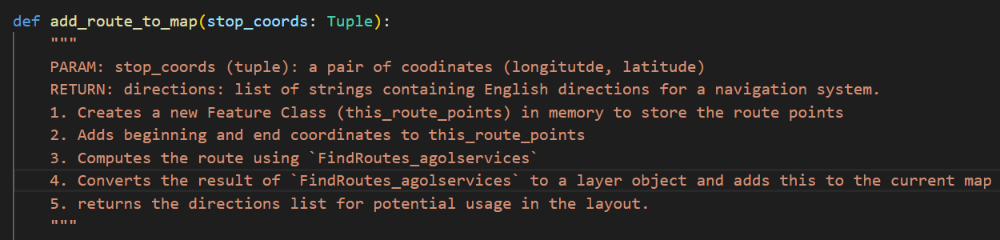 def add_route_to_map(stop_coords: Tuple):
"""
PARAM: stop_coords (tuple): a pair of coodinates (longitutde, latitude)
RETURN: directions: list of strings containing English directions for a navigation system.
1. Creates a new Feature Class (this_route_points) in memory to store the route points
2. Adds beginning and end coordinates to this_route_points
3. Computes the route using `FindRoutes_agolservices`
4. Converts the result of `FindRoutes_agolservices` to a layer object and adds this to the current map
5. returns the directions list for potential usage in the layout.
"""